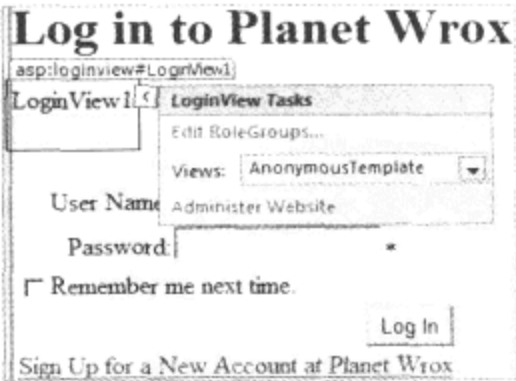 Log in to Planet Wrox
asp:loginview#LoginView1
LoginView1
LoginView Tasks
Edit RoleGroups...
Views: AnonymousTemplate
User Name
Administer Website
Password: *
Remember me next time.
Log In
Sign Up for a New Account at Planet Wrox